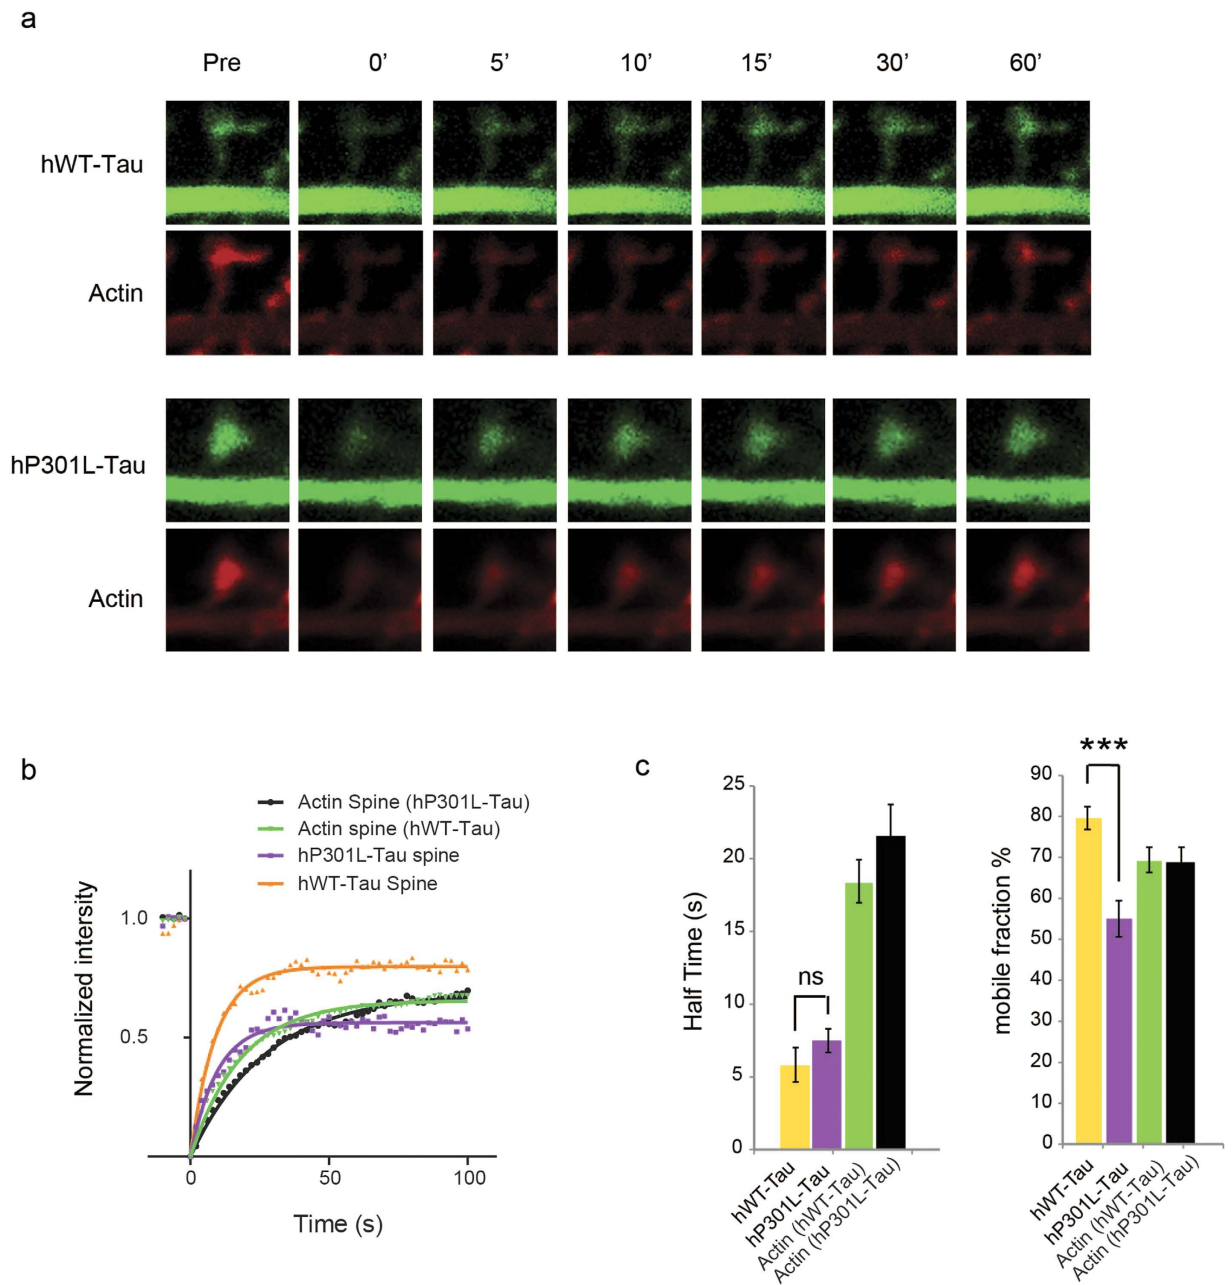 a
Pre 0’ 5’ 10’ 15’ 30’ 60’
hWT-Tau
Actin
hP301L-Tau
Actin
b
Actin Spine (hP301L-Tau)
Actin spine (hWT-Tau)
hP301L-Tau spine
hWT-Tau Spine
Normalized intersity
1.0
0.5
0 50 100
Time (s)
c
Half Time (s)
25
20
15
10
5
0
ns
hWT-Tau
hP301L-Tau
Actin (hWT-Tau)
Actin (hP301L-Tau)
mobile fraction %
90
80
70
60
50
40
30
20
10
0
***
hWT-Tau
hP301L-Tau
Actin (hWT-Tau)
Actin (hP301L-Tau)